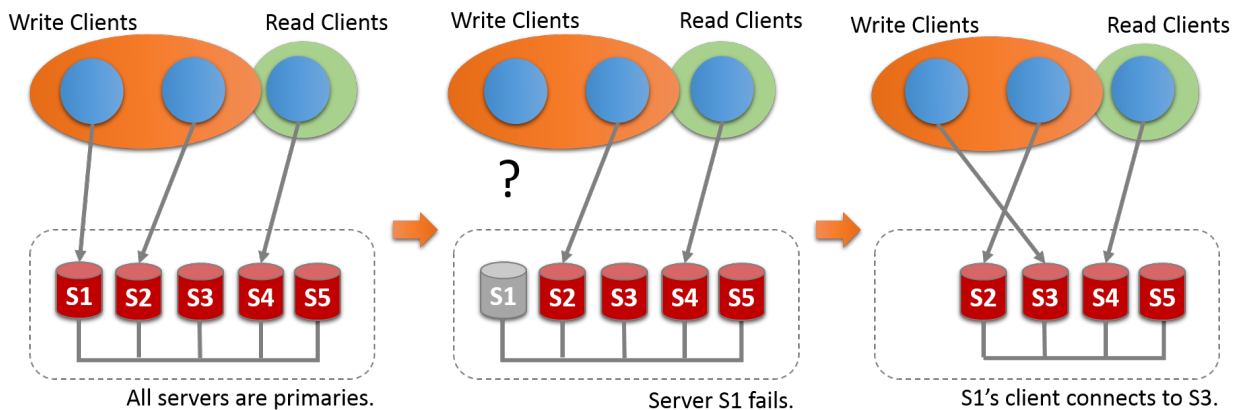 Write Clients
Read Clients
S1
S2
S3
S4
S5
All servers are primaries.
Write Clients
Read Clients
?
S1
S2
S3
S4
S5
Server S1 fails.
Write Clients
Read Clients
S2
S3
S4
S5
S1's client connects to S3.